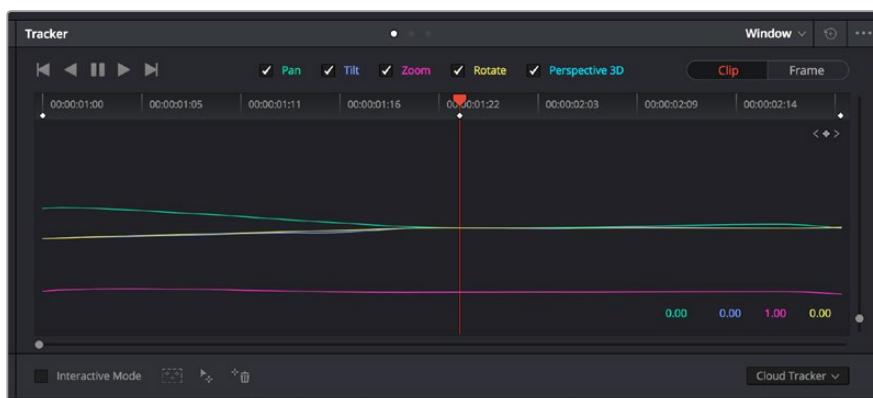 Tracker Window
Pan Tilt Zoom Rotate Perspective 3D Clip Frame
00:00:01:00 00:00:01:05 00:00:01:11 00:00:01:16 00:00:01:22 00:00:02:03 00:00:02:09 00:00:02:14
0.00 0.00 1.00 0.00
Interactive Mode Cloud Tracker